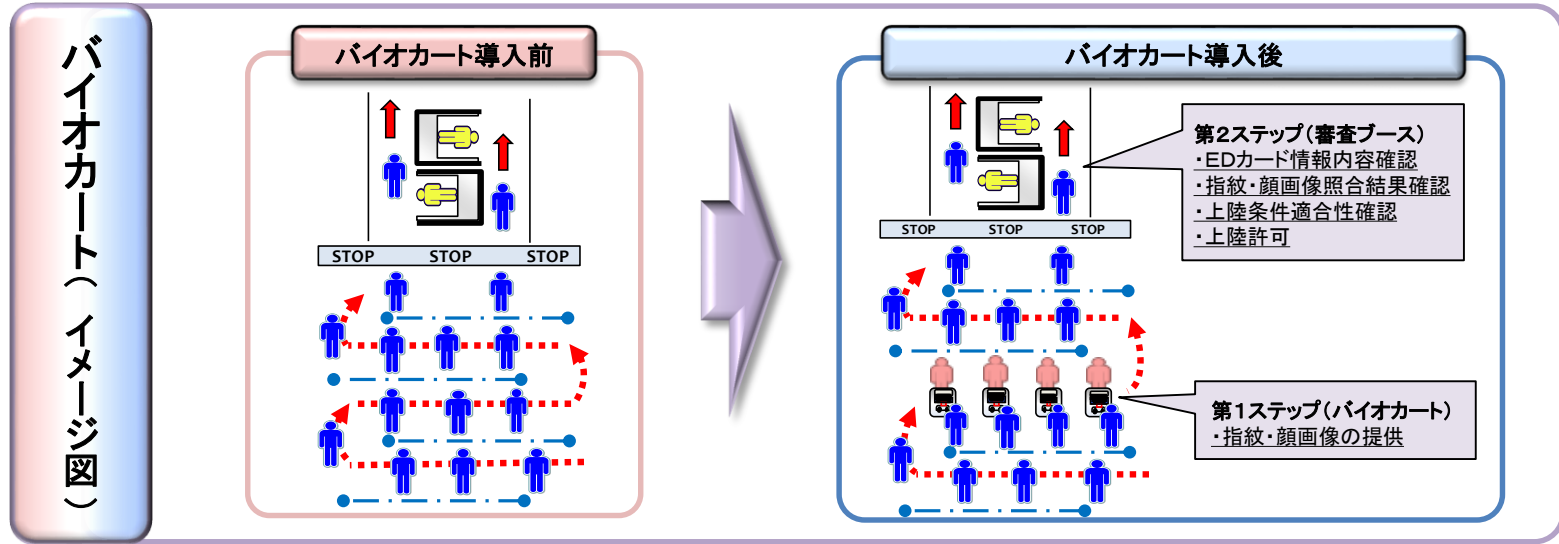 バイオカート（イメージ図）
バイオカート導入前
STOP STOP STOP
バイオカート導入後
STOP STOP STOP
第２ステップ（審査ブース）
・EDカード情報内容確認
・指紋・顔画像照合結果確認
・上陸条件適合性確認
・上陸許可
第１ステップ（バイオカート）
・指紋・顔画像の提供